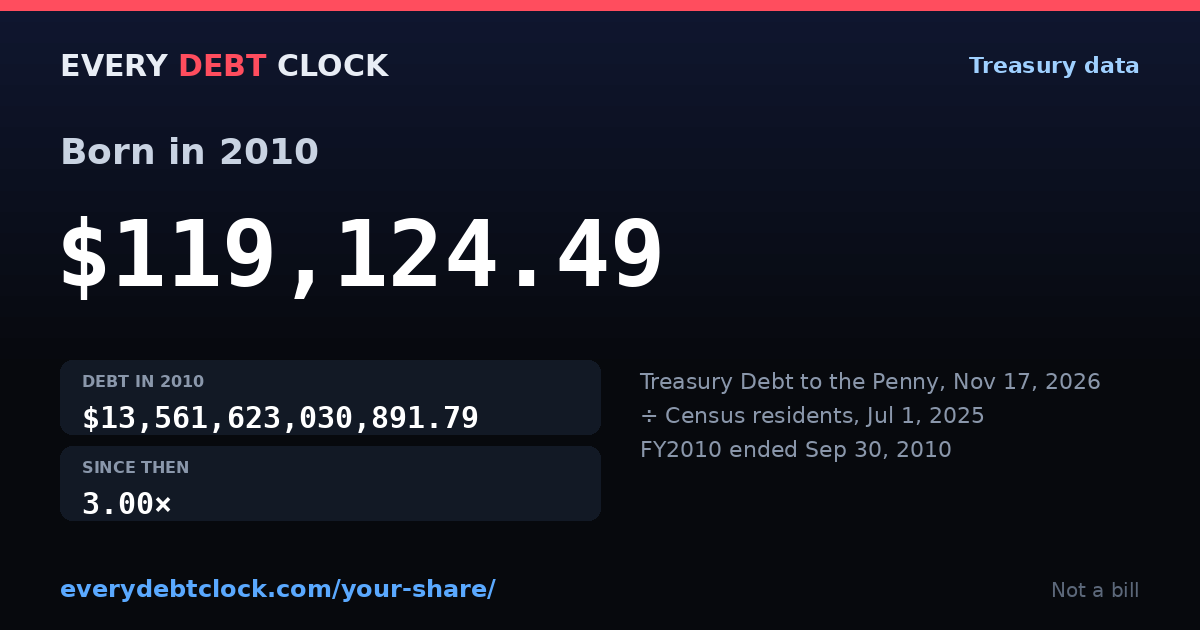 EVERY DEBT CLOCK
Treasury data
Born in 2010
$119,124.49
DEBT IN 2010
$13,561,623,030,891.79
SINCE THEN
3.00×
Treasury Debt to the Penny, Nov 17, 2026
÷ Census residents, Jul 1, 2025
FY2010 ended Sep 30, 2010
everydebtclock.com/your-share/
Not a bill